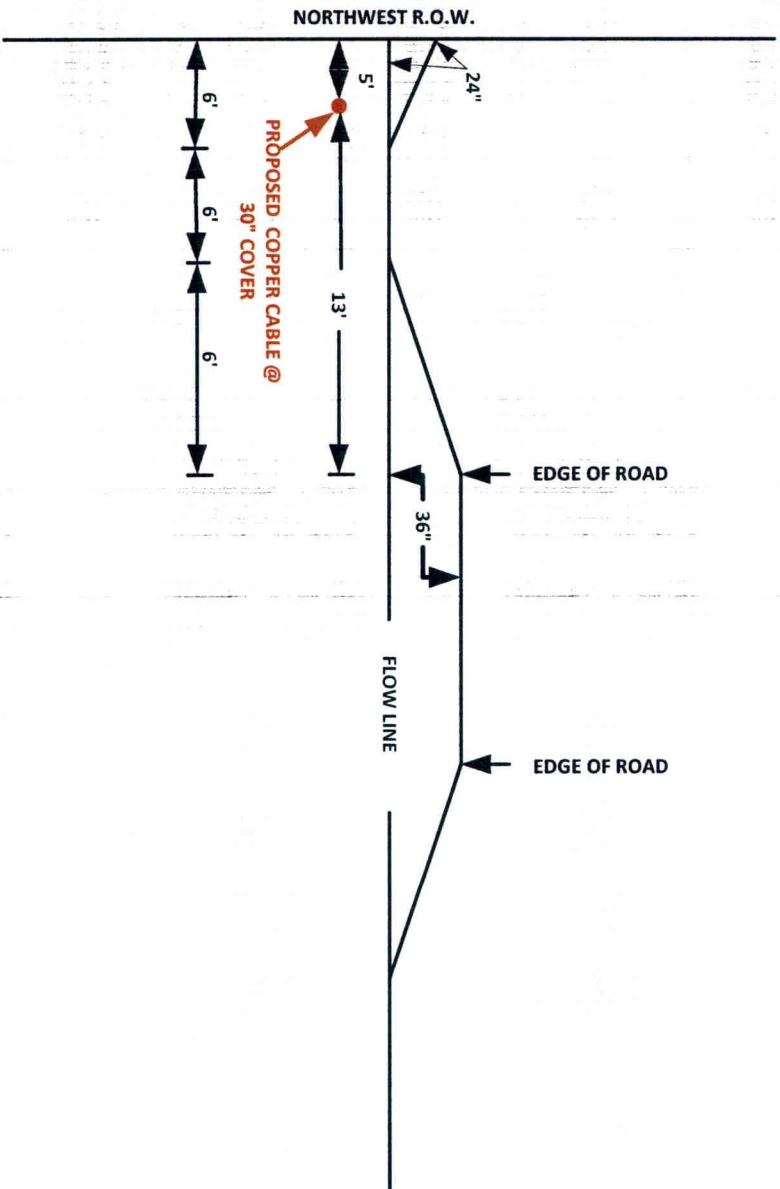 NORTHWEST R.O.W.
24"
5'
6'
PROPOSED COPPER CABLE @
30" COVER
6'
13'
6'
EDGE OF ROAD
36"
FLOW LINE
EDGE OF ROAD